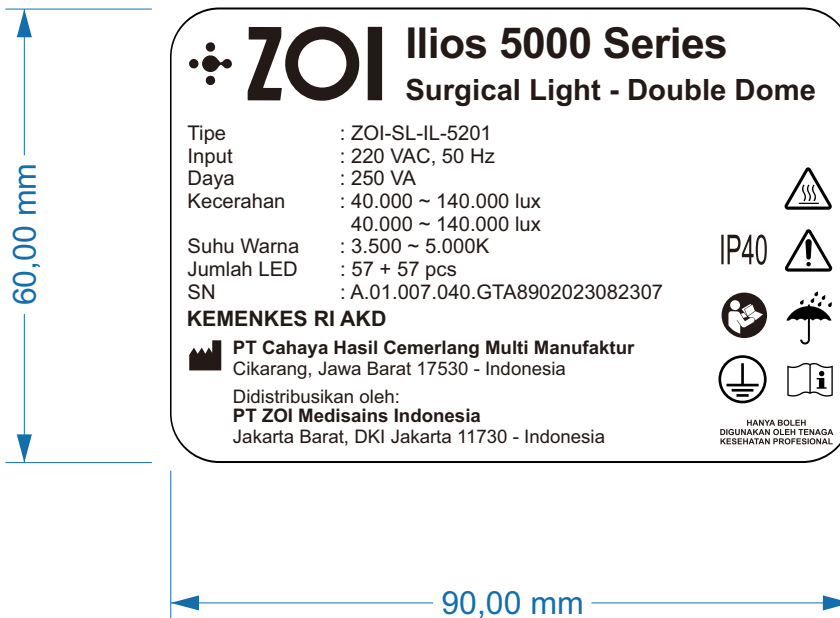 ZOI
Ilios 5000 Series
Surgical Light - Double Dome
Tipe : ZOI-SL-IL-5201
Input : 220 VAC, 50 Hz
Daya : 250 VA
Kecerahan : 40.000 ~ 140.000 lux
40.000 ~ 140.000 lux
Suhu Warna : 3.500 ~ 5.000K
Jumlah LED : 57 + 57 pcs
SN : A.01.007.040.GTA8902023082307
KEMENKES RI AKD
PT Cahaya Hasil Cemerlang Multi Manufaktur
Cikarang, Jawa Barat 17530 - Indonesia
Didistribusikan oleh:
PT ZOI Medisains Indonesia
Jakarta Barat, DKI Jakarta 11730 - Indonesia
IP40
HANYA BOLEH
DIGUNAKAN OLEH TENAGA
KESEHATAN PROFESIONAL
60,00 mm
90,00 mm